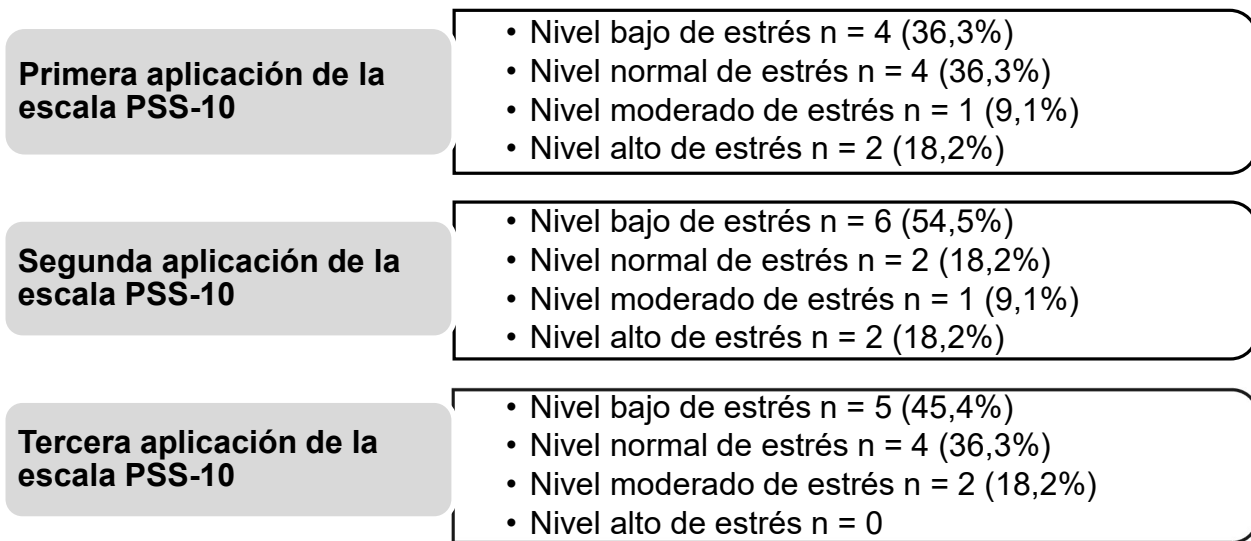 Primera aplicación de la
escala PSS-10
• Nivel bajo de estrés n = 4 (36,3%)
• Nivel normal de estrés n = 4 (36,3%)
• Nivel moderado de estrés n = 1 (9,1%)
• Nivel alto de estrés n = 2 (18,2%)
Segunda aplicación de la
escala PSS-10
• Nivel bajo de estrés n = 6 (54,5%)
• Nivel normal de estrés n = 2 (18,2%)
• Nivel moderado de estrés n = 1 (9,1%)
• Nivel alto de estrés n = 2 (18,2%)
Tercera aplicación de la
escala PSS-10
• Nivel bajo de estrés n = 5 (45,4%)
• Nivel normal de estrés n = 4 (36,3%)
• Nivel moderado de estrés n = 2 (18,2%)
• Nivel alto de estrés n = 0